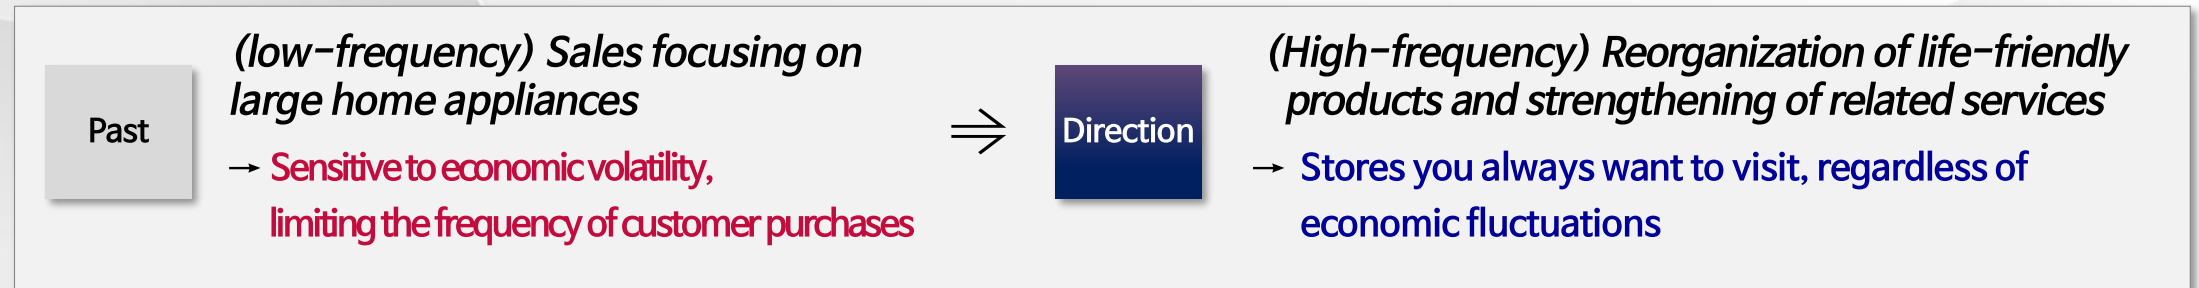 Past
(low-frequency) Sales focusing on
large home appliances
→ Sensitive to economic volatility,
limiting the frequency of customer purchases
⇒
Direction
(High-frequency) Reorganization of life-friendly
products and strengthening of related services
→ Stores you always want to visit, regardless of
economic fluctuations